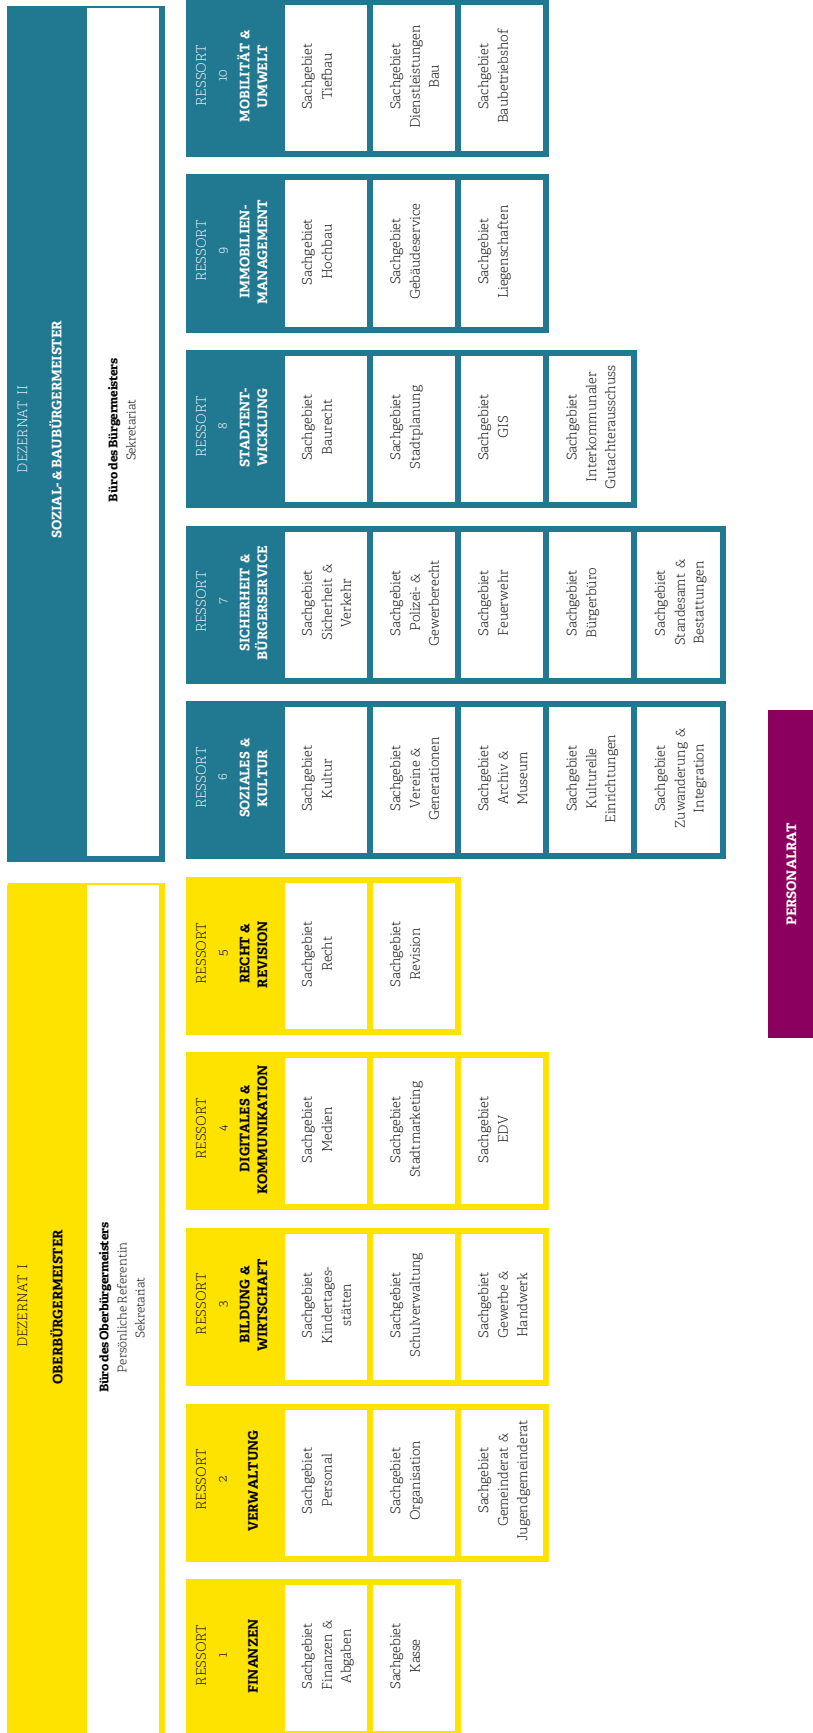 DEZERNAT I
OBERBÜRGERMEISTER
Büro des Oberbürgermeisters
Persönliche Referentin
Sekretariat
DEZERNAT II
SOZIAL- & BAUBÜRGERMEISTER
Büro des Bürgermeisters
Sekretariat
RESSORT
1
FINANZEN
Sachgebiet
Finanzen &
Abgaben
Sachgebiet
Kasse
RESSORT
2
VERWALTUNG
Sachgebiet
Personal
Sachgebiet
Organisation
Sachgebiet
Gemeinderat &
Jugendgemeinderat
RESSORT
3
BILDUNG &
WIRTSCHAFT
Sachgebiet
Kindertages-
stätten
Sachgebiet
Schulverwaltung
Sachgebiet
Gewerbe &
Handwerk
RESSORT
4
DIGITALES &
KOMMUNIKATION
Sachgebiet
Medien
Sachgebiet
Stadtmarketing
Sachgebiet
EDV
RESSORT
5
RECHT &
REVISION
Sachgebiet
Recht
Sachgebiet
Revision
RESSORT
6
SOZIALES &
KULTUR
Sachgebiet
Kultur
Sachgebiet
Vereine &
Generationen
Sachgebiet
Archiv &
Museum
Sachgebiet
Kulturelle
Einrichtungen
Sachgebiet
Zuwanderung &
Integration
RESSORT
7
SICHERHEIT &
BÜRGERSERVICE
Sachgebiet
Sicherheit &
Verkehr
Sachgebiet
Polizei- &
Gewerberecht
Sachgebiet
Feuerwehr
Sachgebiet
Bürgerbüro
Sachgebiet
Standesamt &
Bestattungen
RESSORT
8
STADTENT-
WICKLUNG
Sachgebiet
Baurecht
Sachgebiet
Stadtplanung
Sachgebiet
GIS
Sachgebiet
Interkommunaler
Gutachterausschuss
RESSORT
9
IMMOBILIEN-
MANAGEMENT
Sachgebiet
Hochbau
Sachgebiet
Gebäudeservice
Sachgebiet
Liegenschaften
RESSORT
10
MOBILITÄT &
UMWELT
Sachgebiet
Tiefbau
Sachgebiet
Dienstleistungen
Bau
Sachgebiet
Baubetriebshof
PERSONALRAT